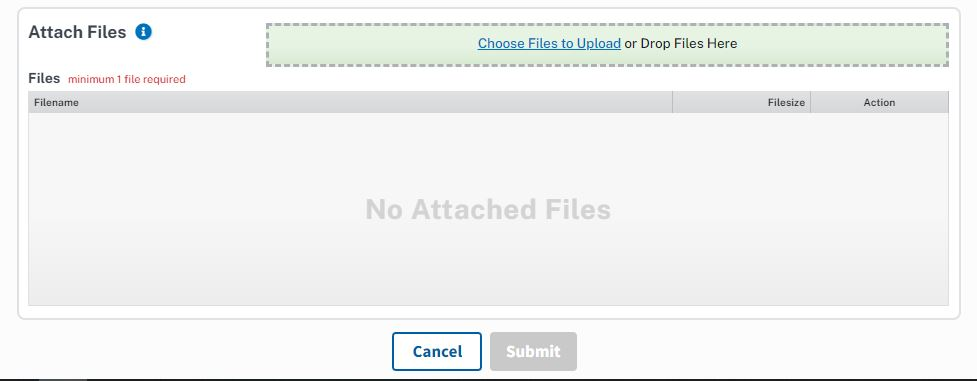 Attach Files
Choose Files to Upload or Drop Files Here
Files minimum 1 file required
Filename Filesize Action
No Attached Files
Cancel Submit